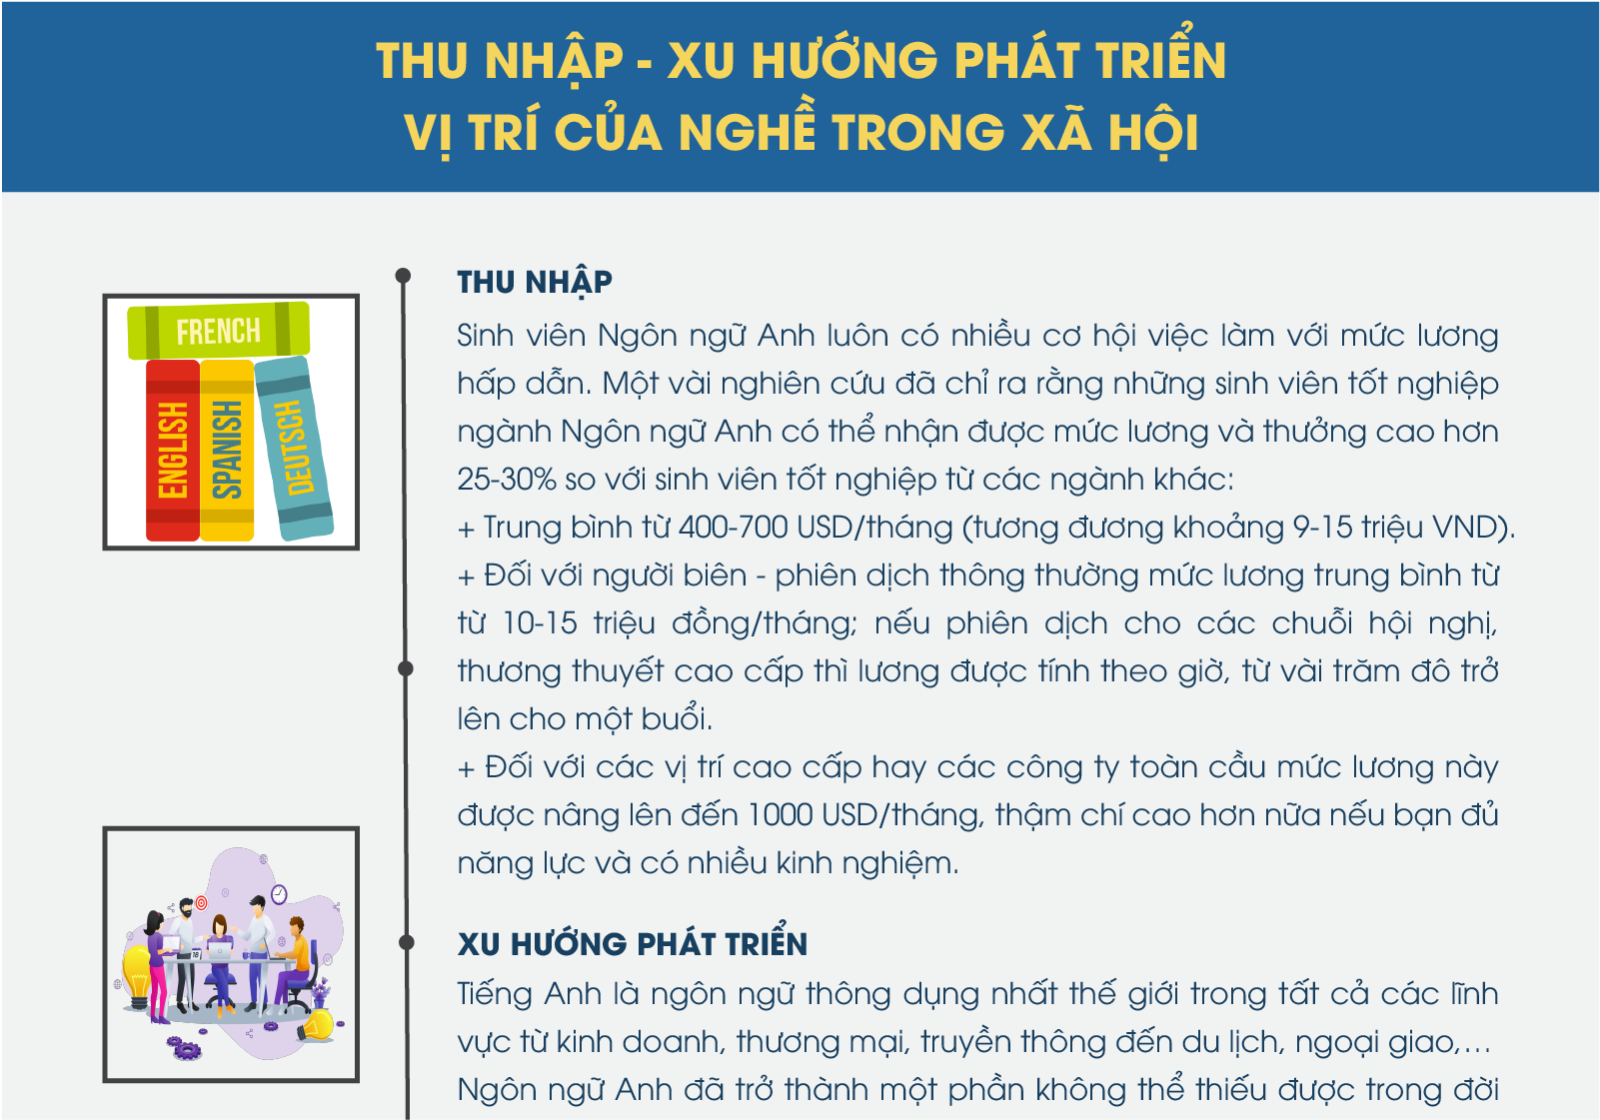 THU NHẬP - XU HƯỚNG PHÁT TRIỂN
VỊ TRÍ CỦA NGHỀ TRONG XÃ HỘI
FRENCH
ENGLISH
SPANISH
DEUTSCH
THU NHẬP
Sinh viên Ngôn ngữ Anh luôn có nhiều cơ hội việc làm với mức lương
hấp dẫn. Một vài nghiên cứu đã chỉ ra rằng những sinh viên tốt nghiệp
ngành Ngôn ngữ Anh có thể nhận được mức lương và thưởng cao hơn
25-30% so với sinh viên tốt nghiệp từ các ngành khác:
+ Trung bình từ 400-700 USD/tháng (tương đương khoảng 9-15 triệu VND).
+ Đối với người biên - phiên dịch thông thường mức lương trung bình từ
từ 10-15 triệu đồng/tháng; nếu phiên dịch cho các chuỗi hội nghị,
thương thuyết cao cấp thì lương được tính theo giờ, từ vài trăm đô trở
lên cho một buổi.
+ Đối với các vị trí cao cấp hay các công ty toàn cầu mức lương này
được nâng lên đến 1000 USD/tháng, thậm chí cao hơn nữa nếu bạn đủ
năng lực và có nhiều kinh nghiệm.
XU HƯỚNG PHÁT TRIỂN
Tiếng Anh là ngôn ngữ thông dụng nhất thế giới trong tất cả các lĩnh
vực từ kinh doanh, thương mại, truyền thông đến du lịch, ngoại giao,...
Ngôn ngữ Anh đã trở thành một phần không thể thiếu được trong đời